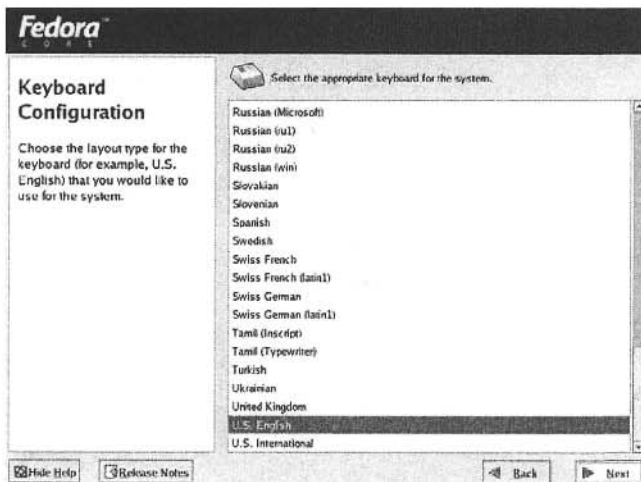 Fedora™
CORE
Keyboard
Configuration
Choose the layout type for the
keyboard (for example, U.S.
English) that you would like to
use for the system.
Select the appropriate keyboard for the system.
Russian (Microsoft)
Russian (ru1)
Russian (ru2)
Russian (win)
Slovakian
Slovenian
Spanish
Swedish
Swiss French
Swiss French (latin1)
Swiss German
Swiss German (latin1)
Tamil (Inscript)
Tamil (Typewriter)
Turkish
Ukrainian
United Kingdom
U.S. English
U.S. International
Hide Help
Release Notes
Back
Next